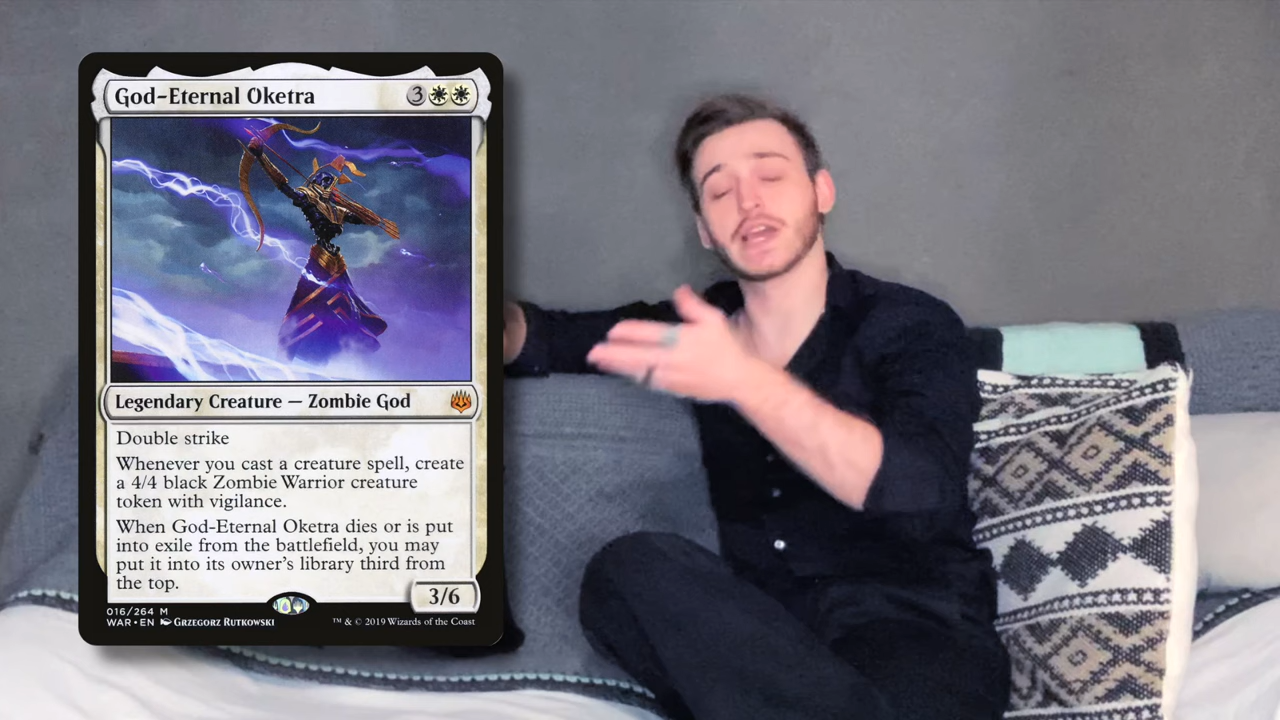 God-Eternal Oketra 3
Legendary Creature — Zombie God
Double strike
Whenever you cast a creature spell, create
a 4/4 black Zombie Warrior creature
token with vigilance.
When God-Eternal Oketra dies or is put
into exile from the battlefield, you may
put it into its owner's library third from
the top.
3/6
016/264 M
WAR • EN Grzegorz Rutkowski
™ & © 2019 Wizards of the Coast